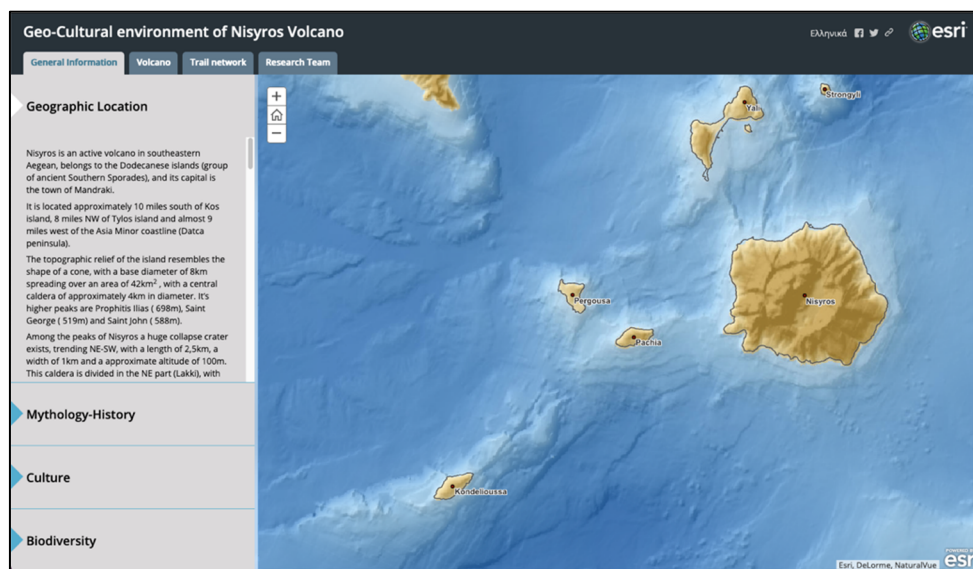 Geo-Cultural environment of Nisyros Volcano
Ελληνικά
esri
General Information
Volcano
Trail network
Research Team
Geographic Location
Nisyros is an active volcano in southeastern
Aegean, belongs to the Dodecanese islands (group
of ancient Southern Sporades), and its capital is
the town of Mandraki.
It is located approximately 10 miles south of Kos
island, 8 miles NW of Tylos island and almost 9
miles west of the Asia Minor coastline (Datca
peninsula).
The topographic relief of the island resembles the
shape of a cone, with a base diameter of 8km
spreading over an area of 42km² , with a central
caldera of approximately 4km in diameter. It's
higher peaks are Prophitis Ilias ( 698m), Saint
George ( 519m) and Saint John ( 588m).
Among the peaks of Nisyros a huge collapse crater
exists, trending NE-SW, with a length of 2,5km, a
width of 1km and a approximate altitude of 100m.
This caldera is divided in the NE part (Lakki), with
Mythology-History
Culture
Biodiversity
Strongyli
Yali
Pergousa
Nisyros
Pachia
Kondelioussa
Esri, DeLorme, NaturalVue
POWERED BY
esri